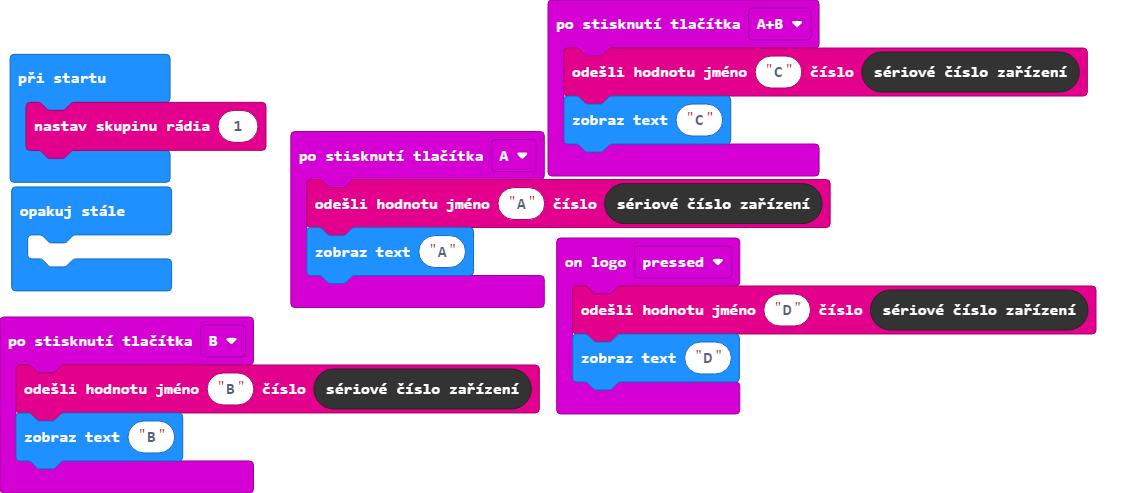 při startu
nastav skupinu rádia 1
opakuj stále
po stisknutí tlačítka A
odešli hodnotu jméno "A" číslo sériové číslo zařízení
zobraz text "A"
po stisknutí tlačítka A+B
odešli hodnotu jméno "C" číslo sériové číslo zařízení
zobraz text "C"
on logo pressed
odešli hodnotu jméno "D" číslo sériové číslo zařízení
zobraz text "D"
po stisknutí tlačítka B
odešli hodnotu jméno "B" číslo sériové číslo zařízení
zobraz text "B"